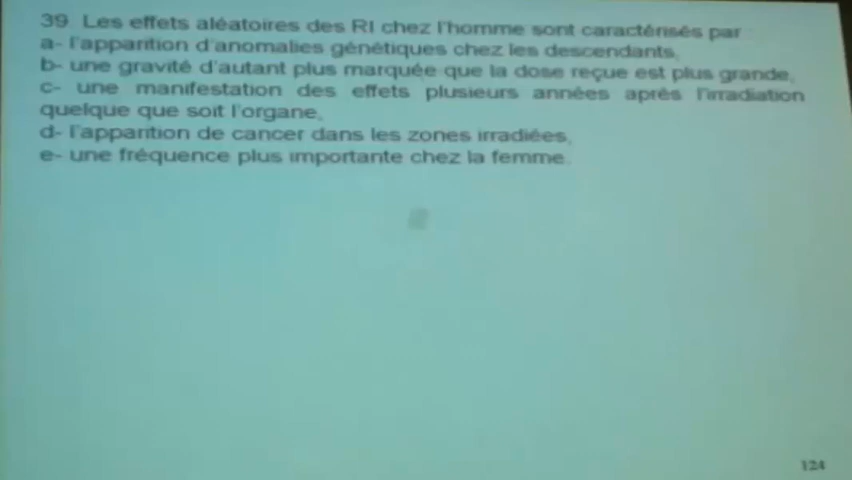 39 Les effets aléatoires des RI chez l'homme sont caractérisés par
a- l'apparition d'anomalies génétiques chez les descendants,
b- une gravité d'autant plus marquée que la dose reçue est plus grande,
c- une manifestation des effets plusieurs années après l'irradiation
quelque que soit l'organe,
d- l'apparition de cancer dans les zones irradiées,
e- une fréquence plus importante chez la femme.
124